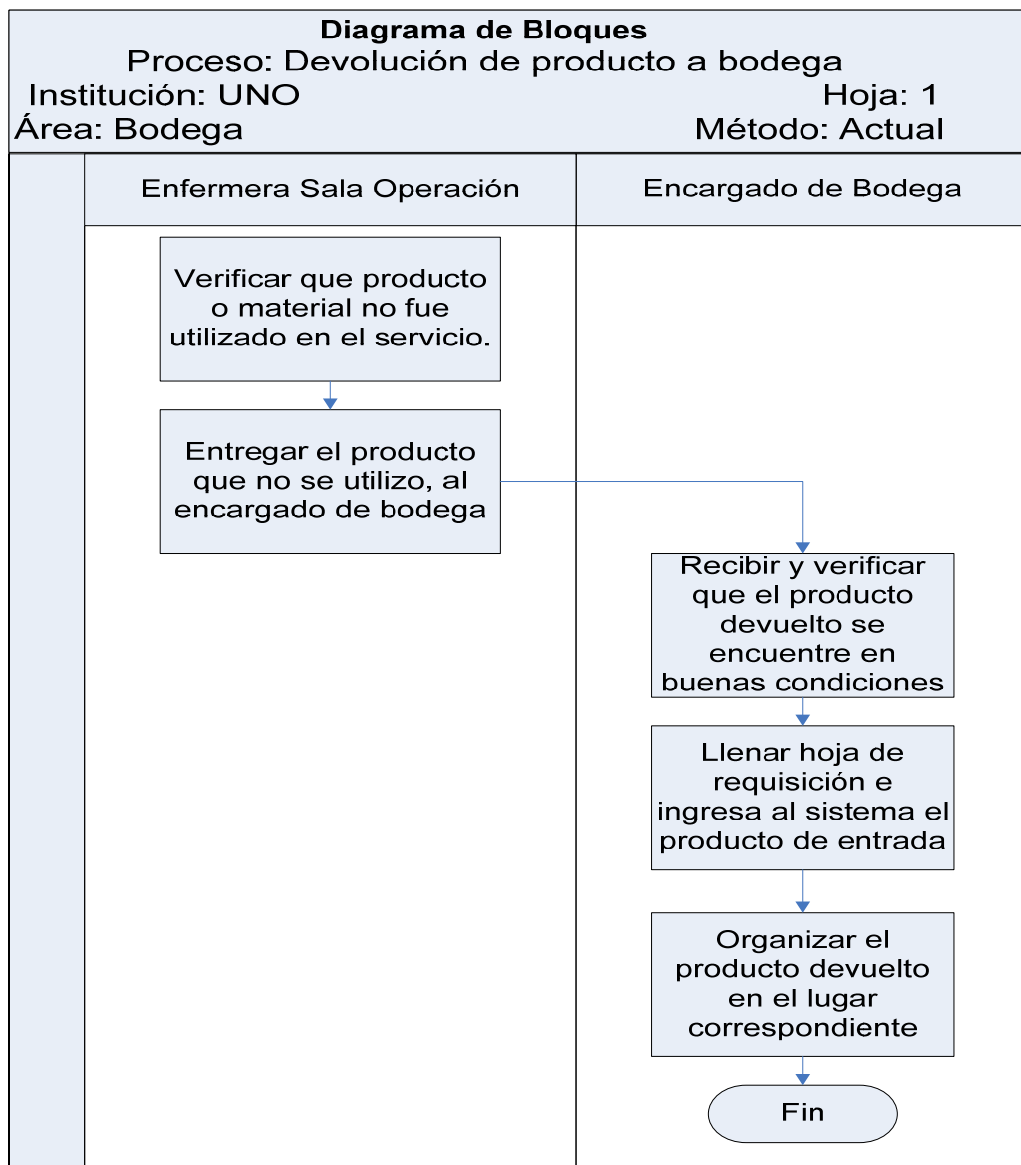 Diagrama de Bloques
Proceso: Devolución de producto a bodega
Institución: UNO Hoja: 1
Área: Bodega Método: Actual
Enfermera Sala Operación Encargado de Bodega
Verificar que producto
o material no fue
utilizado en el servicio.
Entregar el producto
que no se utilizo, al
encargado de bodega
Recibir y verificar
que el producto
devuelto se
encuentre en
buenas condiciones
Llenar hoja de
requisición e
ingresa al sistema el
producto de entrada
Organizar el
producto devuelto
en el lugar
correspondiente
Fin